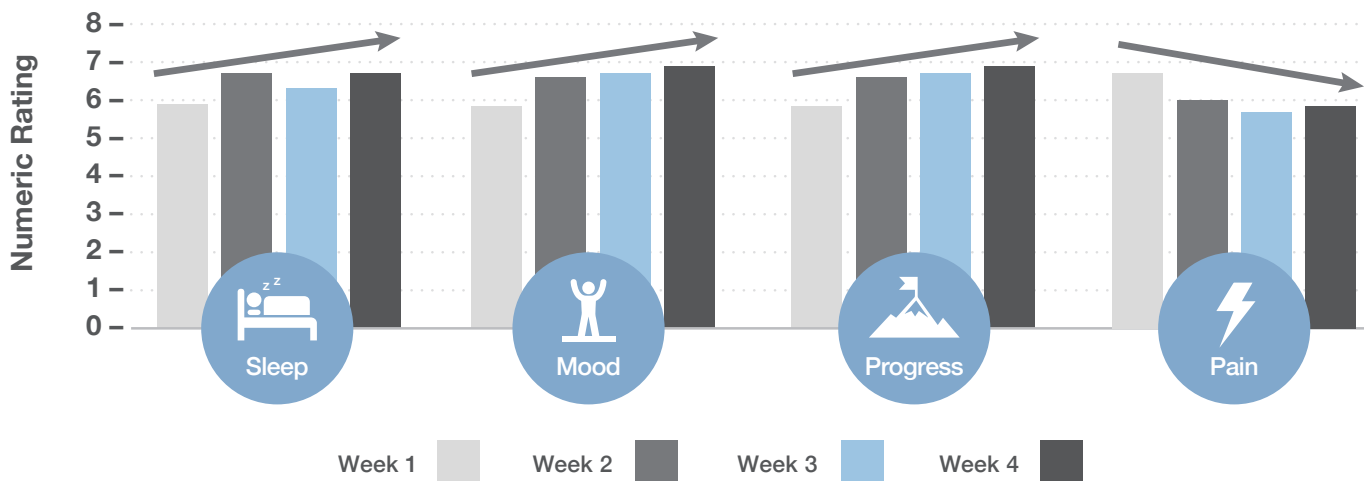 Numeric Rating
8
7
6
5
4
3
2
1
0
z z
Sleep
Mood
Progress
Pain
Week 1
Week 2
Week 3
Week 4